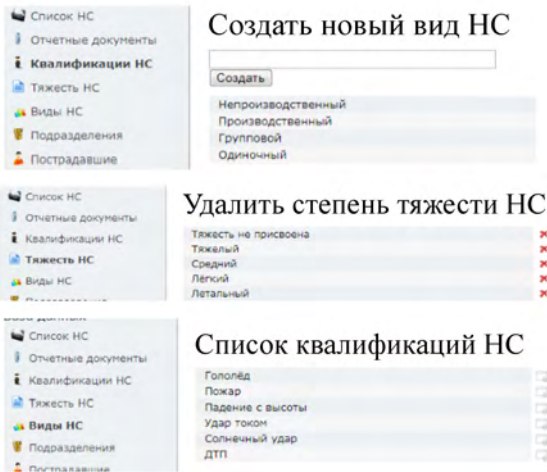 Список НС
Отчетные документы
Квалификации НС
Тяжесть НС
Виды НС
Подразделения
Пострадавшие
Создать новый вид НС
Создать
Непроизводственный
Производственный
Групповой
Одиночный
Список НС
Отчетные документы
Квалификации НС
Тяжесть НС
Виды НС
Удалить степень тяжести НС
Тяжесть не присвоена
Тяжелый
Средний
Лёгкий
Летальный
Список НС
Отчетные документы
Квалификации НС
Тяжесть НС
Виды НС
Подразделения
Пострадавшие
Список квалификаций НС
Гололёд
Пожар
Падение с высоты
Удар током
Солнечный удар
ДТП